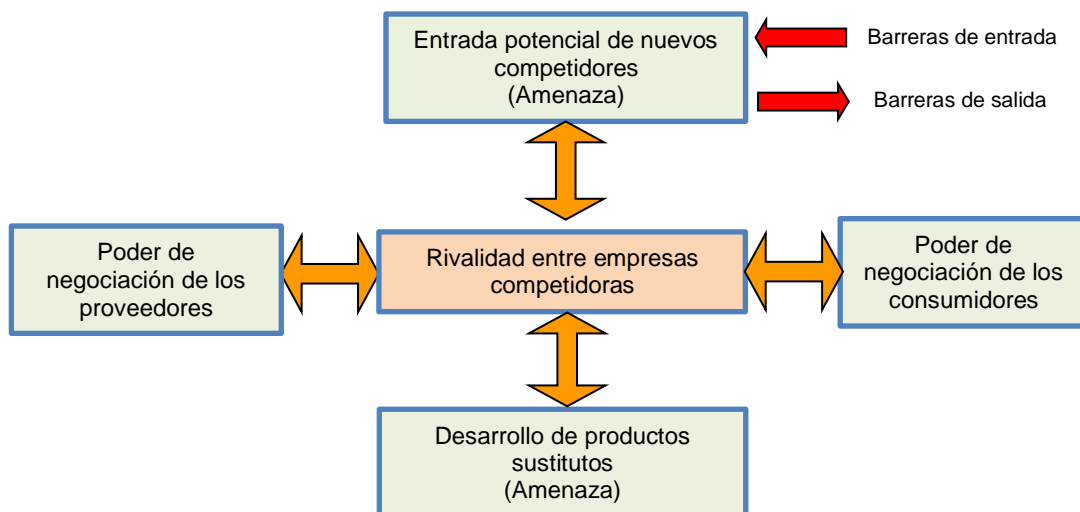 Entrada potencial de nuevos
competidores
(Amenaza)
Barreras de entrada
Barreras de salida
Poder de
negociación de los
proveedores
Rivalidad entre empresas
competidoras
Poder de
negociación de los
consumidores
Desarrollo de productos
sustitutos
(Amenaza)